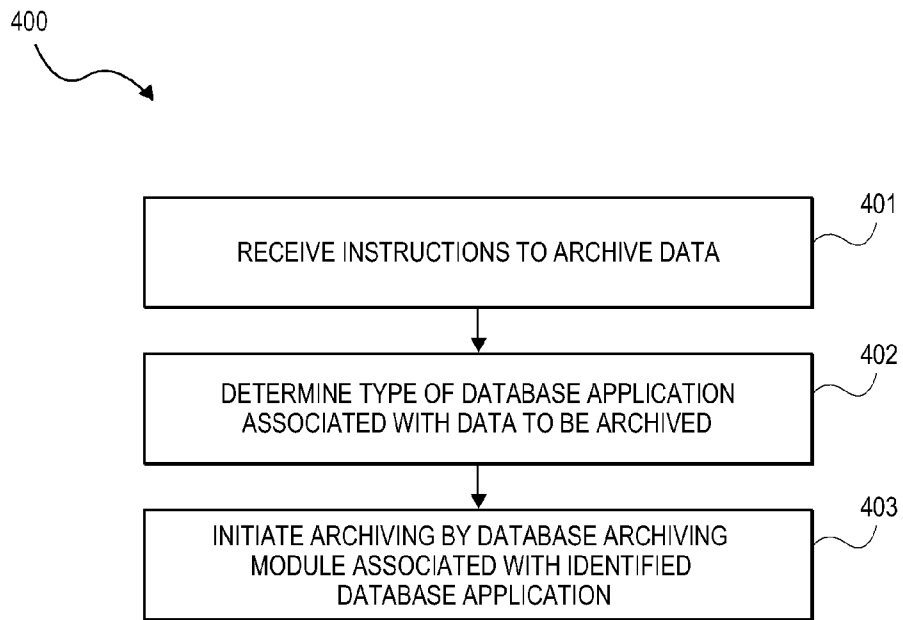 400
401
RECEIVE INSTRUCTIONS TO ARCHIVE DATA
402
DETERMINE TYPE OF DATABASE APPLICATION
ASSOCIATED WITH DATA TO BE ARCHIVED
403
INITIATE ARCHIVING BY DATABASE ARCHIVING
MODULE ASSOCIATED WITH IDENTIFIED
DATABASE APPLICATION